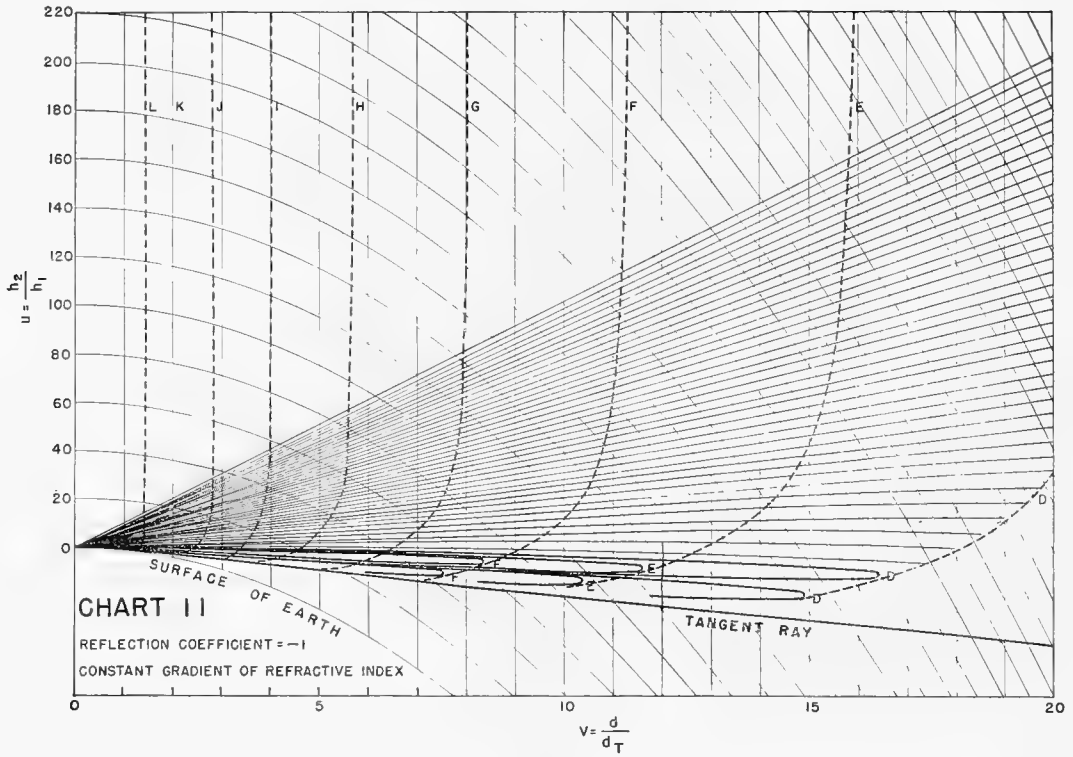 220
200
180
160
140
120
100
80
60
40
20
0
u = h₂/h₁
L K J I H G F E
D
F E D
F E D
SURFACE OF EARTH
TANGENT RAY
CHART 11
REFLECTION COEFFICIENT = -1
CONSTANT GRADIENT OF REFRACTIVE INDEX
0 5 10 15 20
V = d/d_T